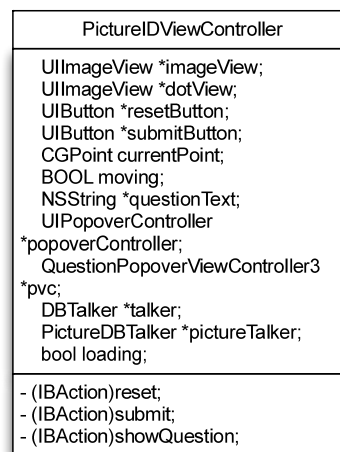 PictureIDViewController
UIImageView *imageView;
UIImageView *dotView;
UIButton *resetButton;
UIButton *submitButton;
CGPoint currentPoint;
BOOL moving;
NSString *questionText;
UIPopoverController
*popoverController;
QuestionPopoverViewController3
*pvc;
DBTalker *talker;
PictureDBTalker *pictureTalker;
bool loading;
- (IBAction)reset;
- (IBAction)submit;
- (IBAction)showQuestion;